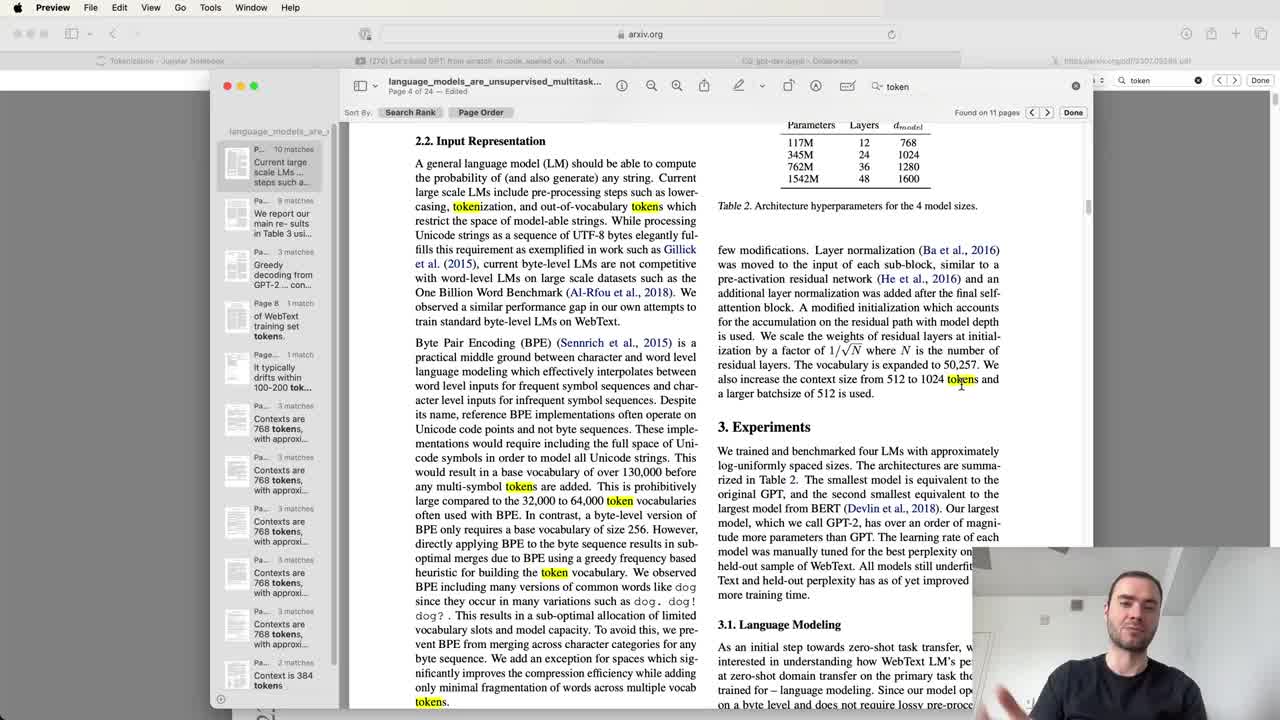 Preview File Edit View Go Tools Window Help
arxiv.org
Tokenization – Jupyter Notebook
(270) Let's build GPT: from scratch, in code, spelled out. - YouTube
gpt-dev.ipynb - Colaboratory
https://arxiv.org/pdf/2307.09288.pdf
token
Done
language_models_are_unsupervised_multitask...
Page 4 of 24 — Edited
token
Sort By: Search Rank Page Order
Found on 11 pages
Done
language_models_are_
P... 10 matches
Current large
scale LMs ...
steps such a...
Pa... 9 matches
We report our
main re- sults
in Table 3 usi...
Pa... 3 matches
Greedy
decoding from
GPT-2 ... con...
Page 8 1 match
of WebText
training set
tokens.
Page... 1 match
It typically
drifts within
100-200 tok...
Pa... 3 matches
Contexts are
768 tokens,
with approxi...
Pa... 3 matches
Contexts are
768 tokens,
with approxi...
Pa... 3 matches
Contexts are
768 tokens,
with approxi...
Pa... 3 matches
Contexts are
768 tokens,
with approxi...
Pa... 3 matches
Contexts are
768 tokens,
with approxi...
Pa... 2 matches
Context is 384
tokens
2.2. Input Representation
A general language model (LM) should be able to compute
the probability of (and also generate) any string. Current
large scale LMs include pre-processing steps such as lower-
casing, tokenization, and out-of-vocabulary tokens which
restrict the space of model-able strings. While processing
Unicode strings as a sequence of UTF-8 bytes elegantly ful-
fills this requirement as exemplified in work such as Gillick
et al. (2015), current byte-level LMs are not competitive
with word-level LMs on large scale datasets such as the
One Billion Word Benchmark (Al-Rfou et al., 2018). We
observed a similar performance gap in our own attempts to
train standard byte-level LMs on WebText.
Byte Pair Encoding (BPE) (Sennrich et al., 2015) is a
practical middle ground between character and word level
language modeling which effectively interpolates between
word level inputs for frequent symbol sequences and char-
acter level inputs for infrequent symbol sequences. Despite
its name, reference BPE implementations often operate on
Unicode code points and not byte sequences. These imple-
mentations would require including the full space of Uni-
code symbols in order to model all Unicode strings. This
would result in a base vocabulary of over 130,000 before
any multi-symbol tokens are added. This is prohibitively
large compared to the 32,000 to 64,000 token vocabularies
often used with BPE. In contrast, a byte-level version of
BPE only requires a base vocabulary of size 256. However,
directly applying BPE to the byte sequence results in sub-
optimal merges due to BPE using a greedy frequency based
heuristic for building the token vocabulary. We observed
BPE including many versions of common words like dog
since they occur in many variations such as dog. dog!
dog? . This results in a sub-optimal allocation of limited
vocabulary slots and model capacity. To avoid this, we pre-
vent BPE from merging across character categories for any
byte sequence. We add an exception for spaces which sig-
nificantly improves the compression efficiency while adding
only minimal fragmentation of words across multiple vocab
tokens.
Parameters Layers d_model
117M 12 768
345M 24 1024
762M 36 1280
1542M 48 1600
Table 2. Architecture hyperparameters for the 4 model sizes.
few modifications. Layer normalization (Ba et al., 2016)
was moved to the input of each sub-block, similar to a
pre-activation residual network (He et al., 2016) and an
additional layer normalization was added after the final self-
attention block. A modified initialization which accounts
for the accumulation on the residual path with model depth
is used. We scale the weights of residual layers at initial-
ization by a factor of 1/√N where N is the number of
residual layers. The vocabulary is expanded to 50,257. We
also increase the context size from 512 to 1024 tokens and
a larger batchsize of 512 is used.
3. Experiments
We trained and benchmarked four LMs with approximately
log-uniformly spaced sizes. The architectures are summa-
rized in Table 2. The smallest model is equivalent to the
original GPT, and the second smallest equivalent to the
largest model from BERT (Devlin et al., 2018). Our largest
model, which we call GPT-2, has over an order of magni-
tude more parameters than GPT. The learning rate of each
model was manually tuned for the best perplexity on
held-out sample of WebText. All models still underfit
Text and held-out perplexity has as of yet improved
more training time.
3.1. Language Modeling
As an initial step towards zero-shot task transfer, w
interested in understanding how WebText LM's pe
at zero-shot domain transfer on the primary task the
trained for – language modeling. Since our model ope
on a byte level and does not require lossy pre-proce